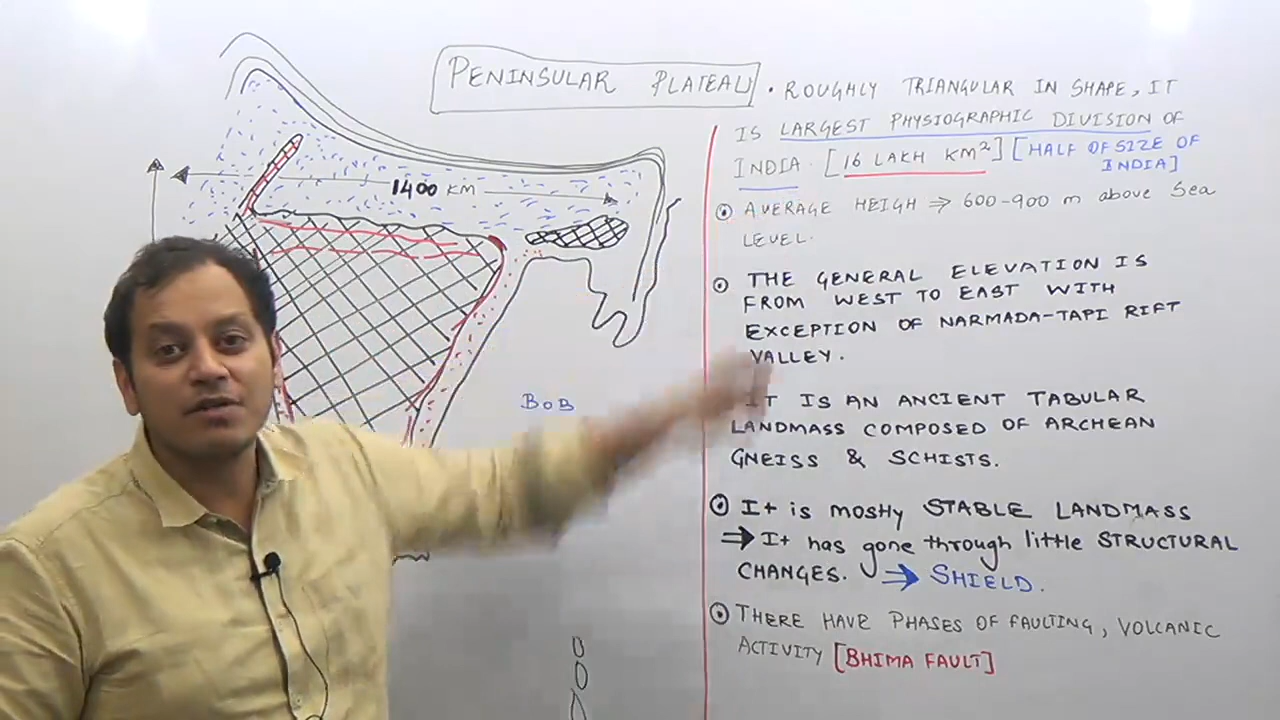 PENINSULAR PLATEAU
• ROUGHLY TRIANGULAR IN SHAPE, IT
IS LARGEST PHYSIOGRAPHIC DIVISION OF
INDIA. [16 LAKH KM²] [HALF OF SIZE OF
INDIA]
AVERAGE HEIGH ⇒ 600-900 m above Sea
LEVEL.
THE GENERAL ELEVATION IS
FROM WEST TO EAST WITH
EXCEPTION OF NARMADA-TAPI RIFT
VALLEY.
IT IS AN ANCIENT TABULAR
LANDMASS COMPOSED OF ARCHEAN
GNEISS & SCHISTS.
It is mostly STABLE LANDMASS
⇒ It has gone through little STRUCTURAL
CHANGES. ⇒ SHIELD.
THERE HAVE PHASES OF FAULTING, VOLCANIC
ACTIVITY [BHIMA FAULT]
1400 KM
BOB